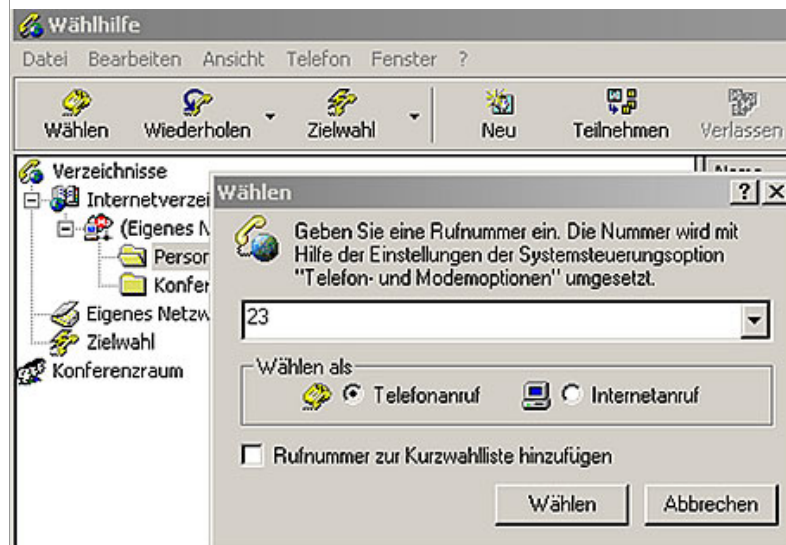 Wählhilfe
Datei Bearbeiten Ansicht Telefon Fenster ?
Wählen Wiederholen Zielwahl Neu Teilnehmen Verlassen
Verzeichnisse
Internetverzei
(Eigenes N
Person
Konfer
Eigenes Netzw
Zielwahl
Konferenzraum
Wählen
Geben Sie eine Rufnummer ein. Die Nummer wird mit
Hilfe der Einstellungen der Systemsteuerungsoption
"Telefon- und Modemoptionen" umgesetzt.
23
Wählen als
Telefonanruf Internetanruf
Rufnummer zur Kurzwahlliste hinzufügen
Wählen Abbrechen